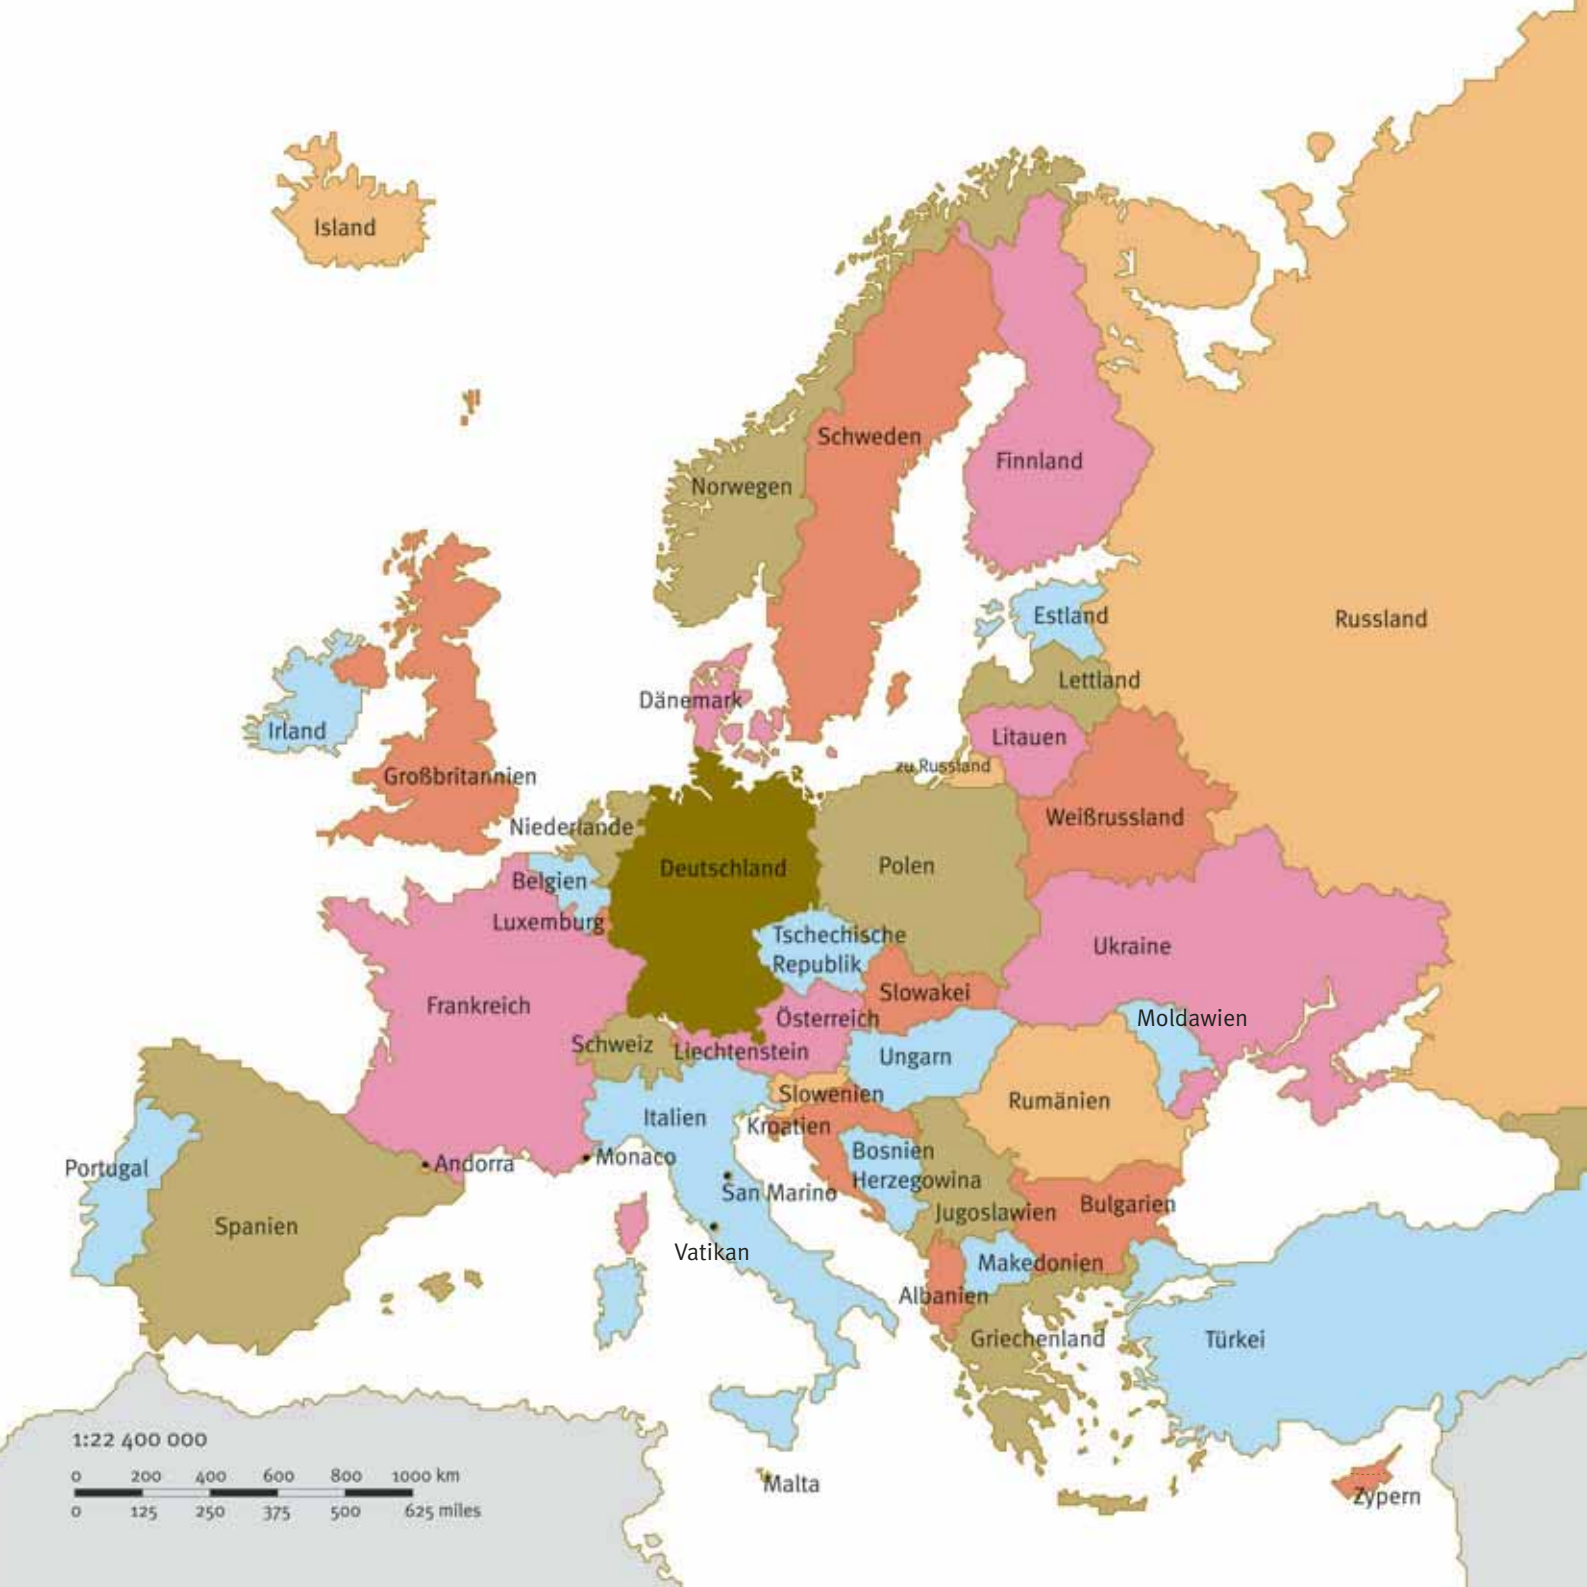 Island
Schweden
Finnland
Norwegen
Estland
Russland
Lettland
Dänemark
Irland
Litauen
zu Russland
Großbritannien
Weißrussland
Niederlande
Deutschland
Polen
Belgien
Luxemburg
Tschechische
Republik
Ukraine
Slowakei
Frankreich
Österreich
Moldawien
Schweiz
Liechtenstein
Ungarn
Slowenien
Rumänien
Italien
Kroatien
Bosnien
Herzegowina
Portugal
Andorra
Monaco
San Marino
Jugoslawien
Bulgarien
Spanien
Vatikan
Makedonien
Albanien
Griechenland
Türkei
1:22 400 000
0 200 400 600 800 1000 km
0 125 250 375 500 625 miles
Malta
Zypern